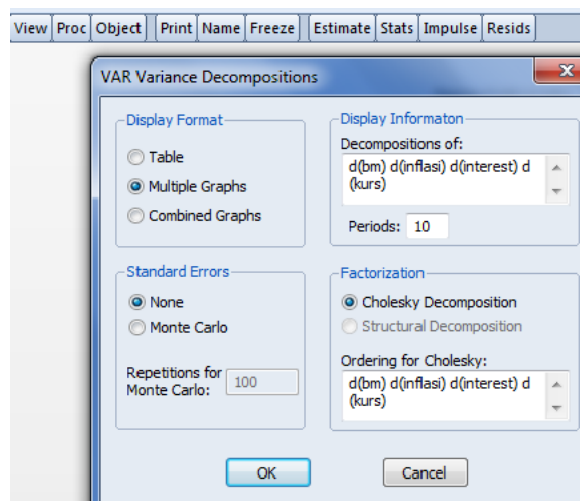 View Proc Object Print Name Freeze Estimate Stats Impulse Resids
VAR Variance Decompositions
x
Display Format
Table
Multiple Graphs
Combined Graphs
Display Informaton
Decompositions of:
d(bm) d(inflasi) d(interest) d
(kurs)
Periods: 10
Standard Errors
None
Monte Carlo
Repetitions for
Monte Carlo: 100
Factorization
Cholesky Decomposition
Structural Decomposition
Ordering for Cholesky:
d(bm) d(inflasi) d(interest) d
(kurs)
OK Cancel